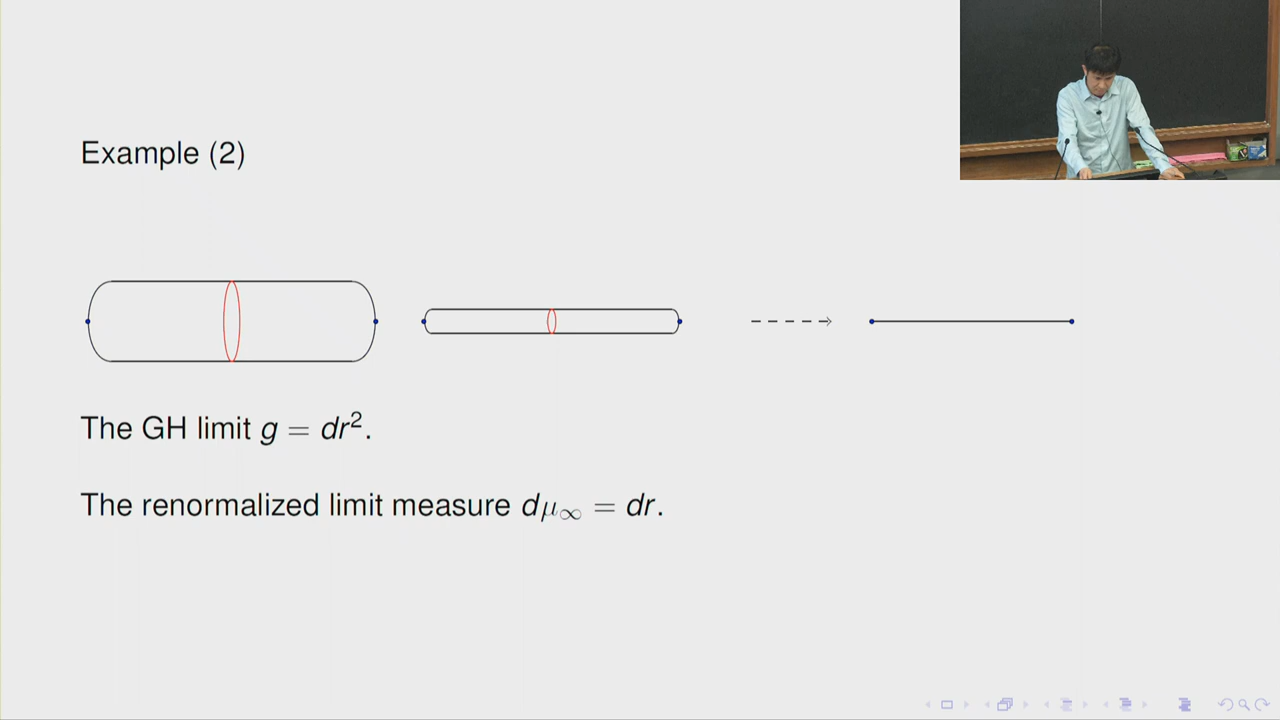 Example (2)
The GH limit g = dr².
The renormalized limit measure dμ∞ = dr.